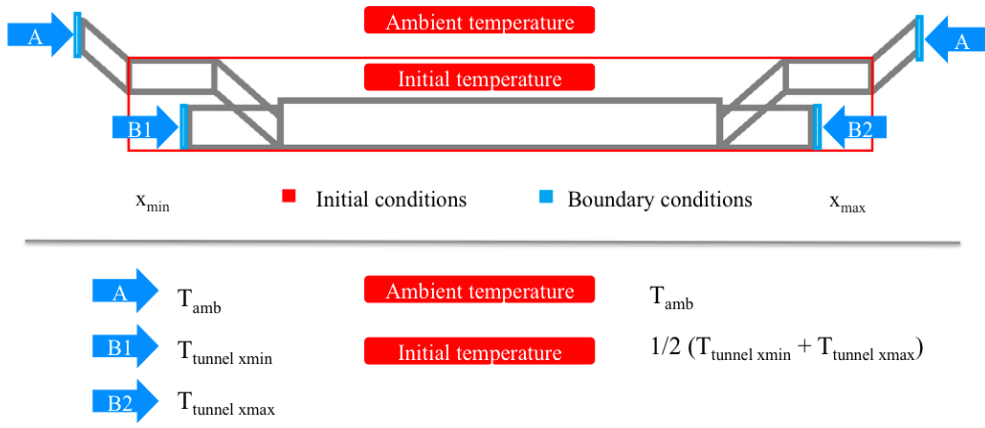 Ambient temperature
A
A
Initial temperature
B1
B2
xmin
Initial conditions
Boundary conditions
xmax
A Tamb
Ambient temperature Tamb
B1 Ttunnel xmin
Initial temperature 1/2 (Ttunnel xmin + Ttunnel xmax)
B2 Ttunnel xmax